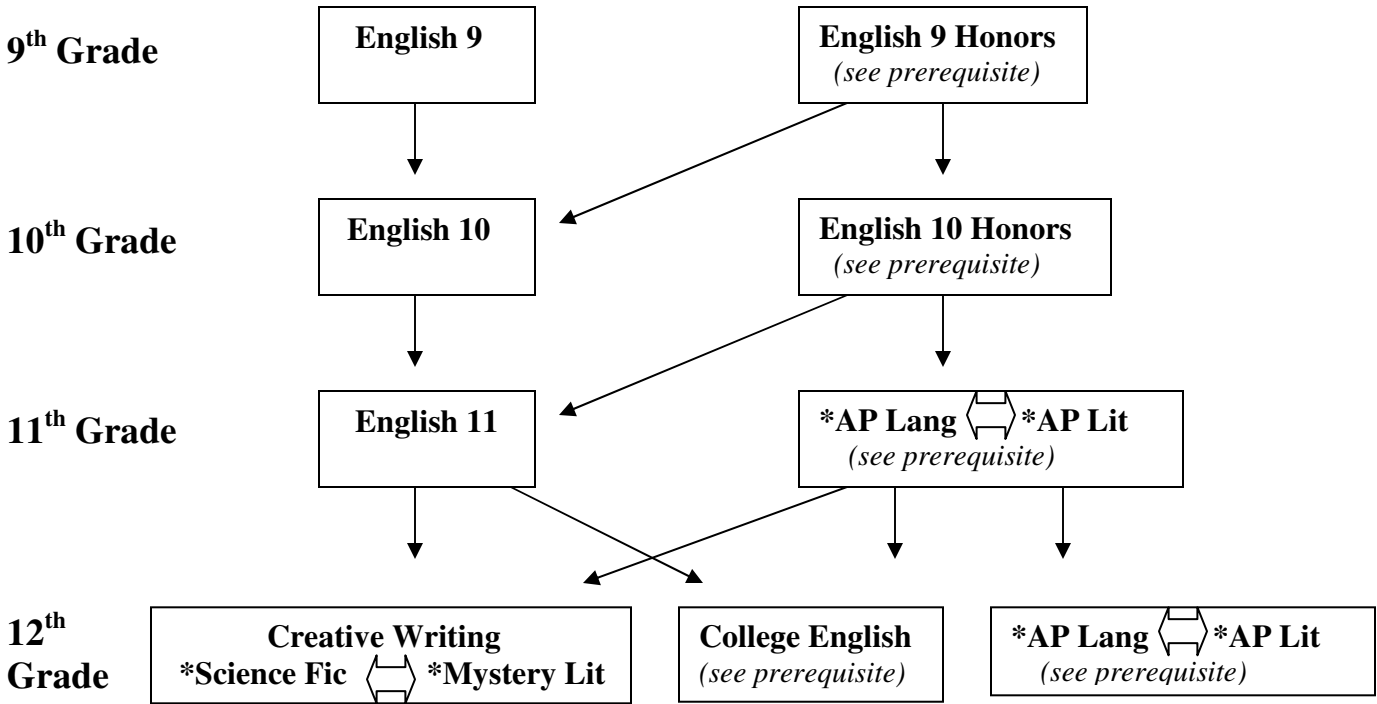 9th Grade
English 9
English 9 Honors
(see prerequisite)
10th Grade
English 10
English 10 Honors
(see prerequisite)
11th Grade
English 11
*AP Lang *AP Lit
(see prerequisite)
12th
Grade
Creative Writing
*Science Fic *Mystery Lit
College English
(see prerequisite)
*AP Lang *AP Lit
(see prerequisite)